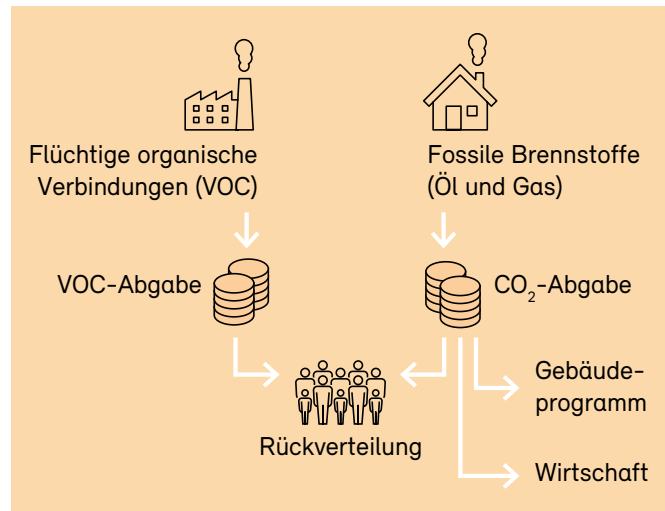 Flüchtige organische
Verbindungen (VOC)
Fossile Brennstoffe
(Öl und Gas)
VOC-Abgabe
CO₂-Abgabe
Rückverteilung
Gebäude-
programm
Wirtschaft